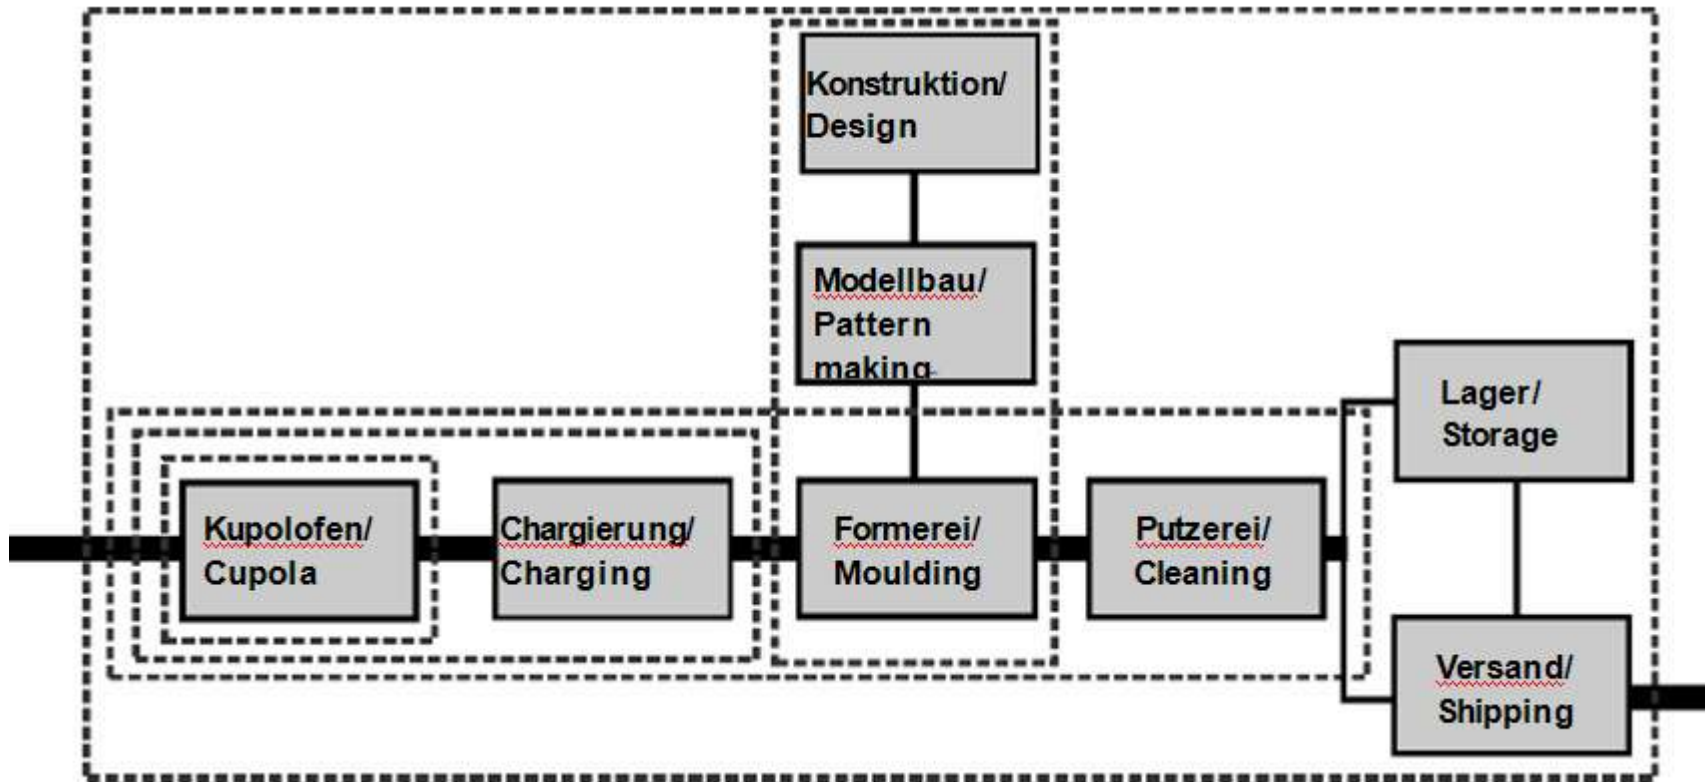 Konstruktion/
Design
Modellbau/
Pattern
making
Lager/
Storage
Kupolofen/
Cupola
Chargierung/
Charging
Formerei/
Moulding
Putzerei/
Cleaning
Versand/
Shipping